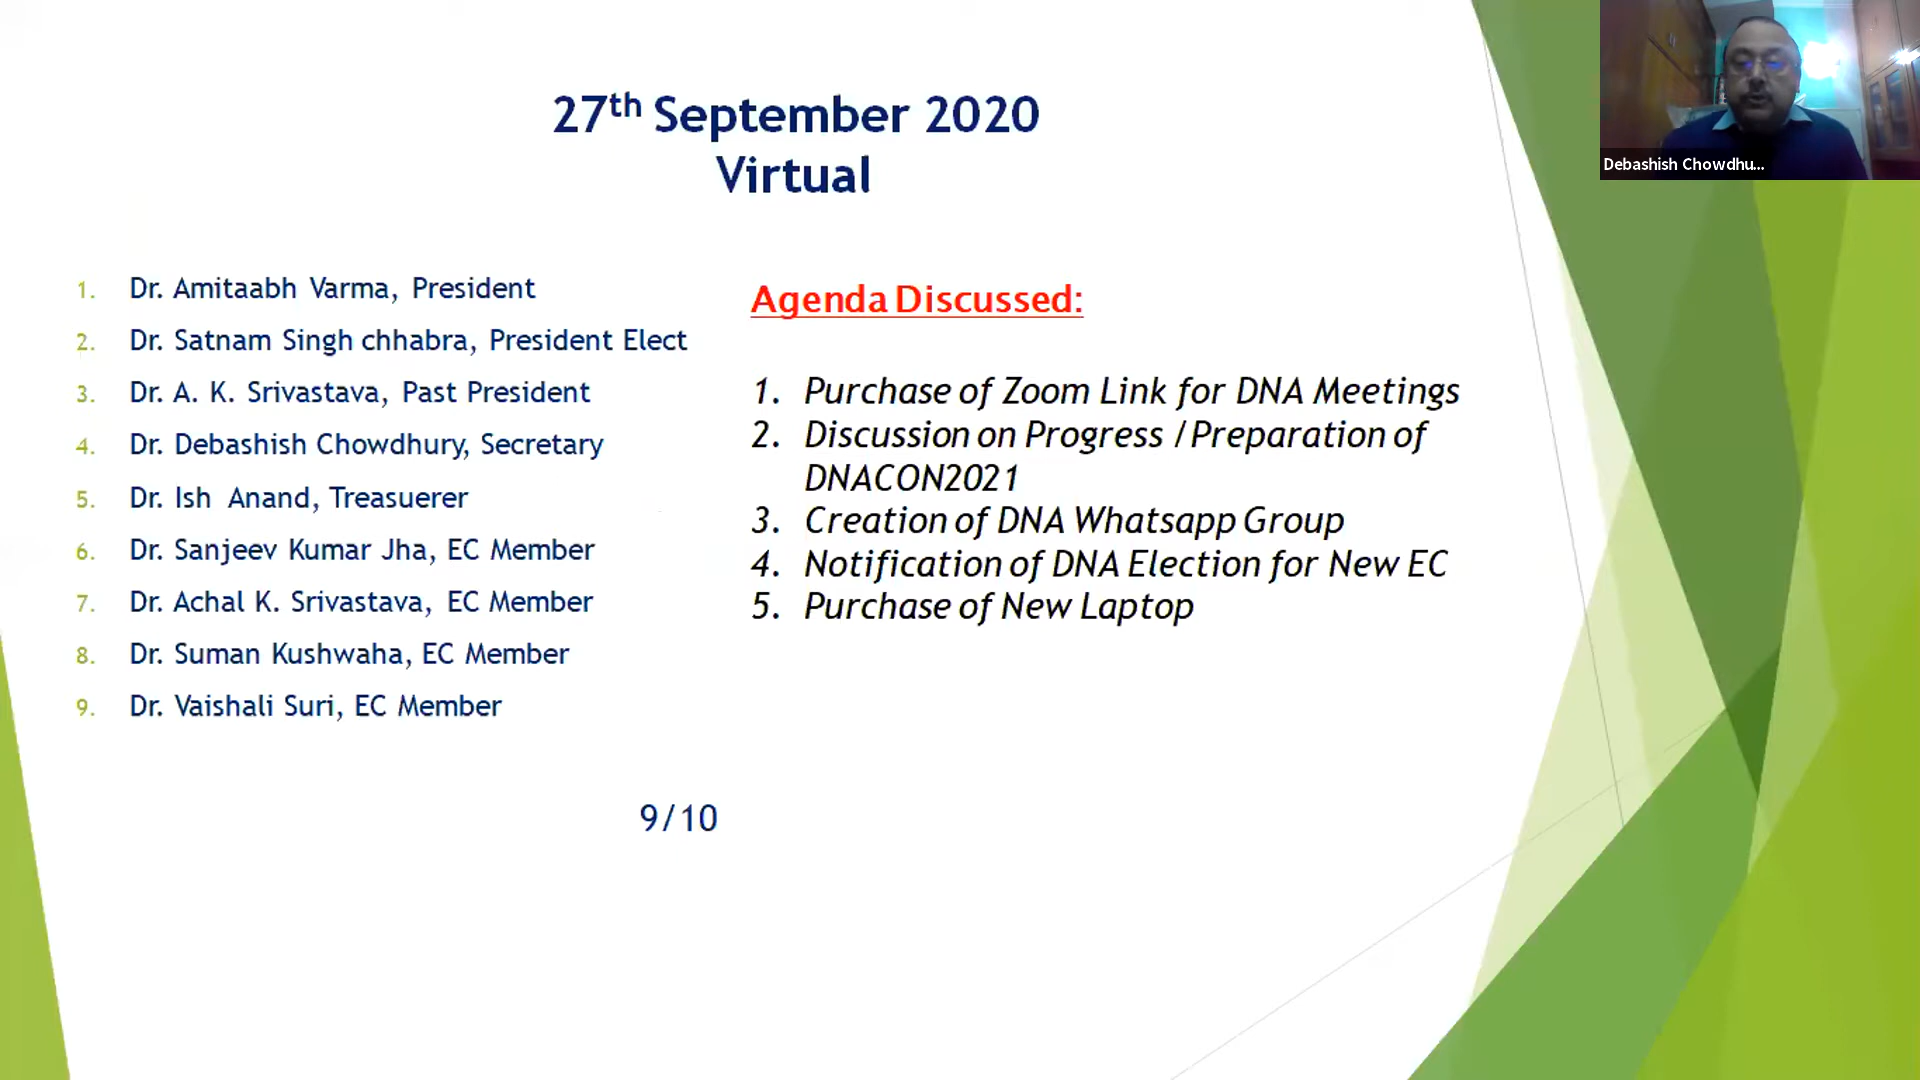 27th September 2020
Virtual
Debashish Chowdhu...
1. Dr. Amitaabh Varma, President
2. Dr. Satnam Singh chhabra, President Elect
3. Dr. A. K. Srivastava, Past President
4. Dr. Debashish Chowdhury, Secretary
5. Dr. Ish Anand, Treasuerer
6. Dr. Sanjeev Kumar Jha, EC Member
7. Dr. Achal K. Srivastava, EC Member
8. Dr. Suman Kushwaha, EC Member
9. Dr. Vaishali Suri, EC Member
Agenda Discussed:
1. Purchase of Zoom Link for DNA Meetings
2. Discussion on Progress /Preparation of
DNACON2021
3. Creation of DNA Whatsapp Group
4. Notification of DNA Election for New EC
5. Purchase of New Laptop
9/10